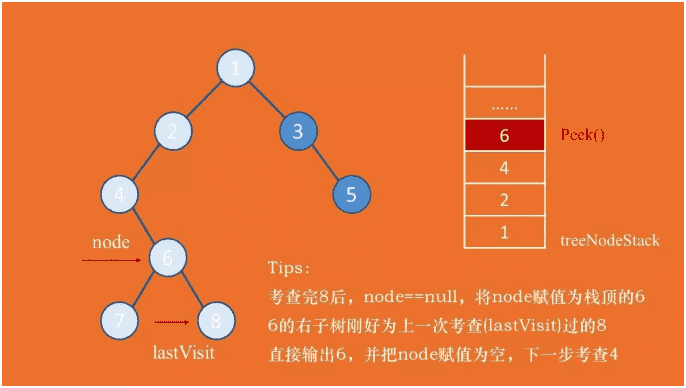 1
2
3
4
5
node
6
7
8
lastVisit
......
6
Peek()
4
2
1
treeNodeStack
Tips:
考查完8后，node==null，将node赋值为栈顶的6
6的右子树刚好为上一次考查(lastVisit)过的8
直接输出6，并把node赋值为空，下一步考查4